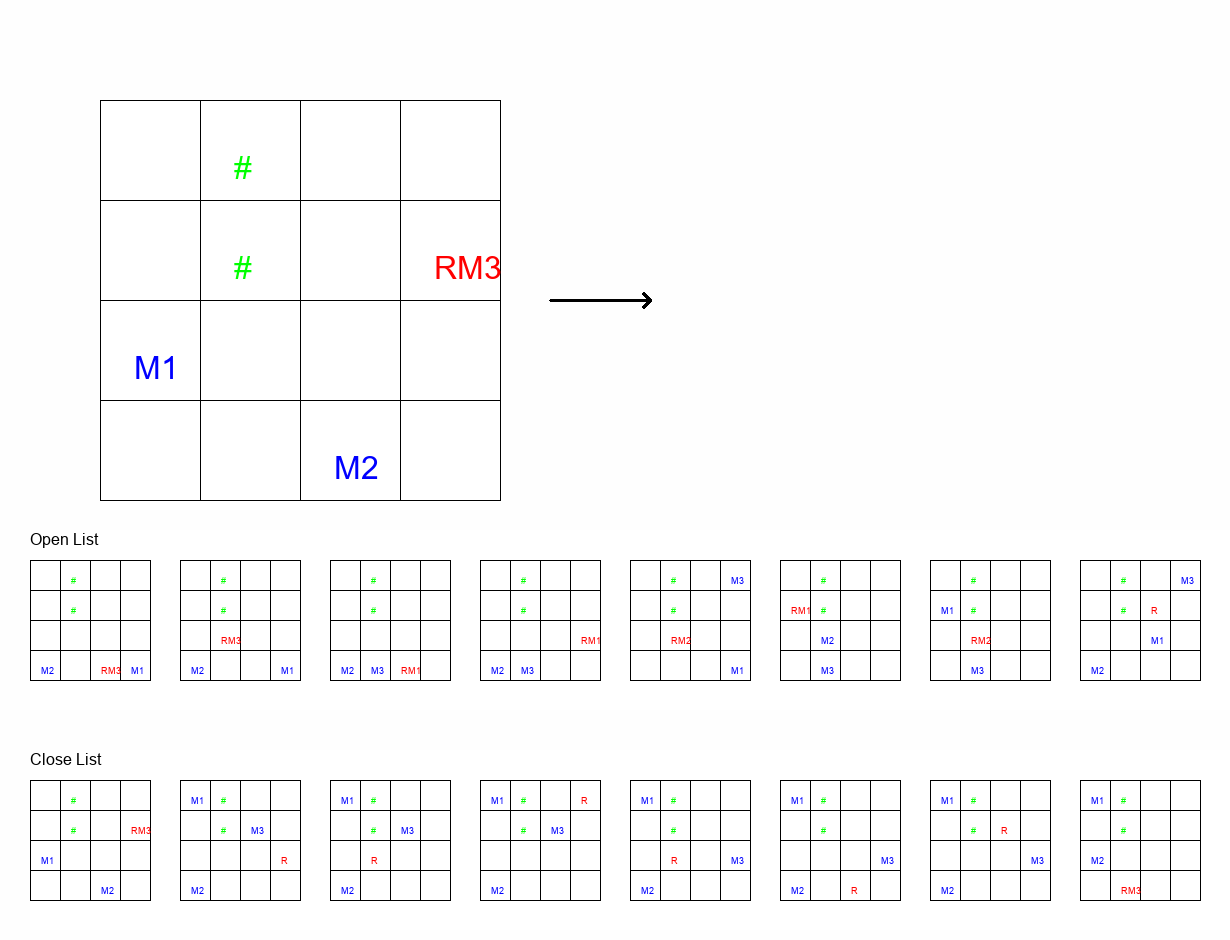 #
# RM3
M1
M2
Open List
# # # # # M3 # # # M3
# # # # # RM1 # M1 # # R
RM3 RM1 RM2 M2 RM2 M1
M2 RM3 M1 M2 M1 M2 M3 RM1 M2 M3 M1 M3 M3 M2
Close List
# M1 # M1 # M1 # R M1 # M1 # M1 # M1 #
# RM3 # M3 # M3 # M3 # # # R #
M1 R R R M3 M3 M3 M2
M2 M2 M2 M2 M2 M2 R M2 RM3